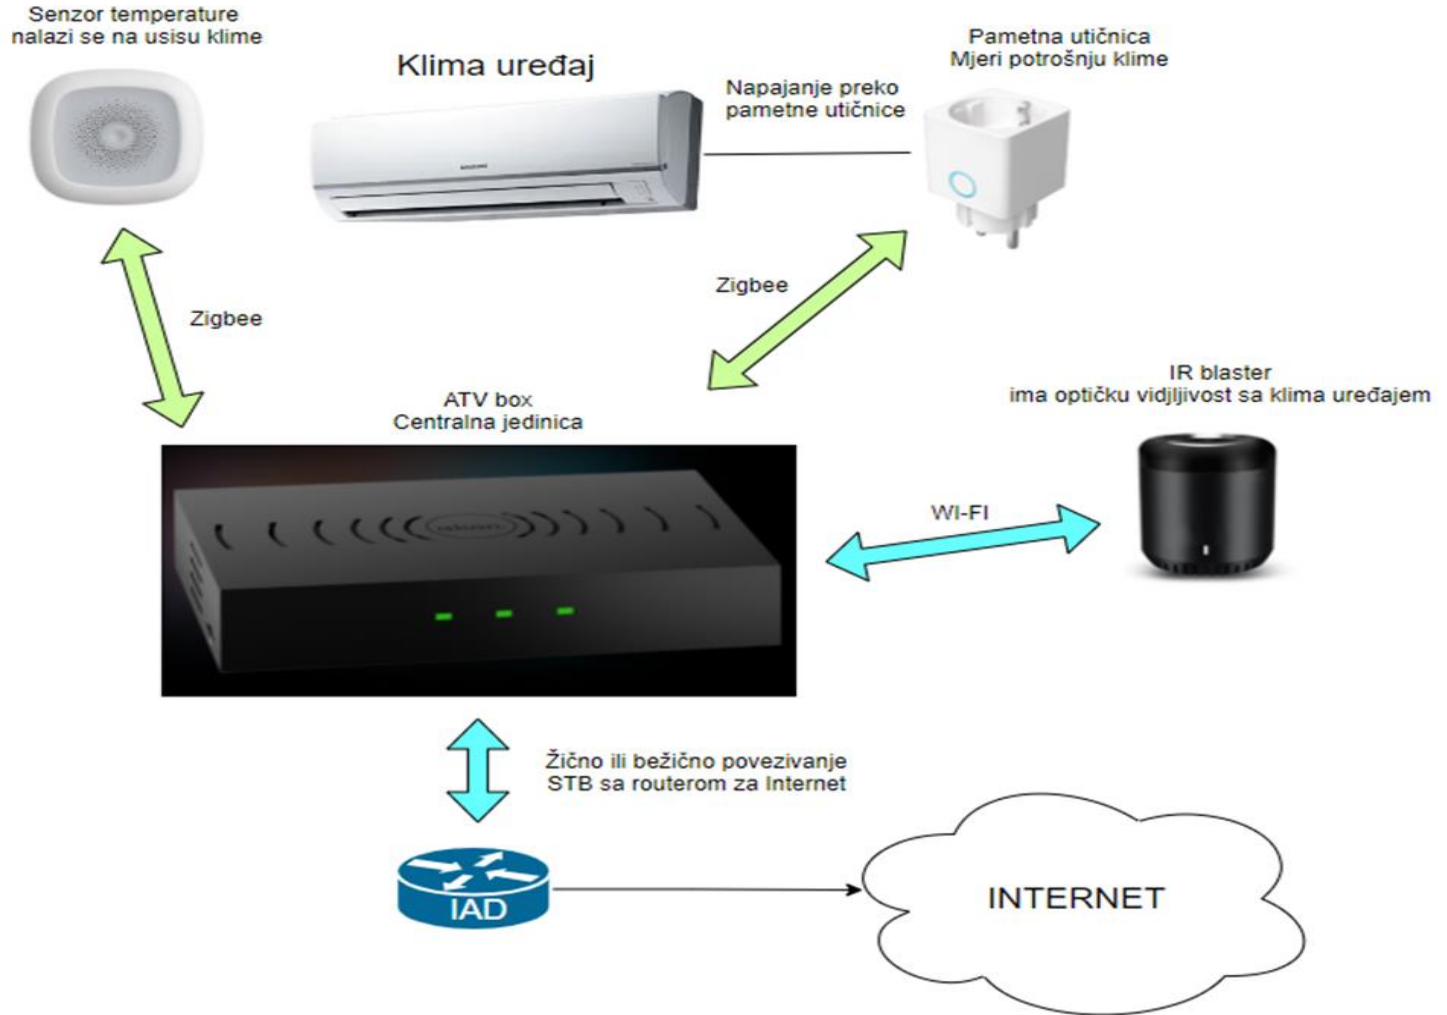 Senzor temperature
nalazi se na usisu klime
Klima uređaj
Pametna utičnica
Mjeri potrošnju klime
Napajanje preko
pametne utičnice
Zigbee
Zigbee
IR blaster
ima optičku vidjljivost sa klima uređajem
ATV box
Centralna jedinica
WI-FI
Žično ili bežično povezivanje
STB sa routerom za Internet
IAD
INTERNET